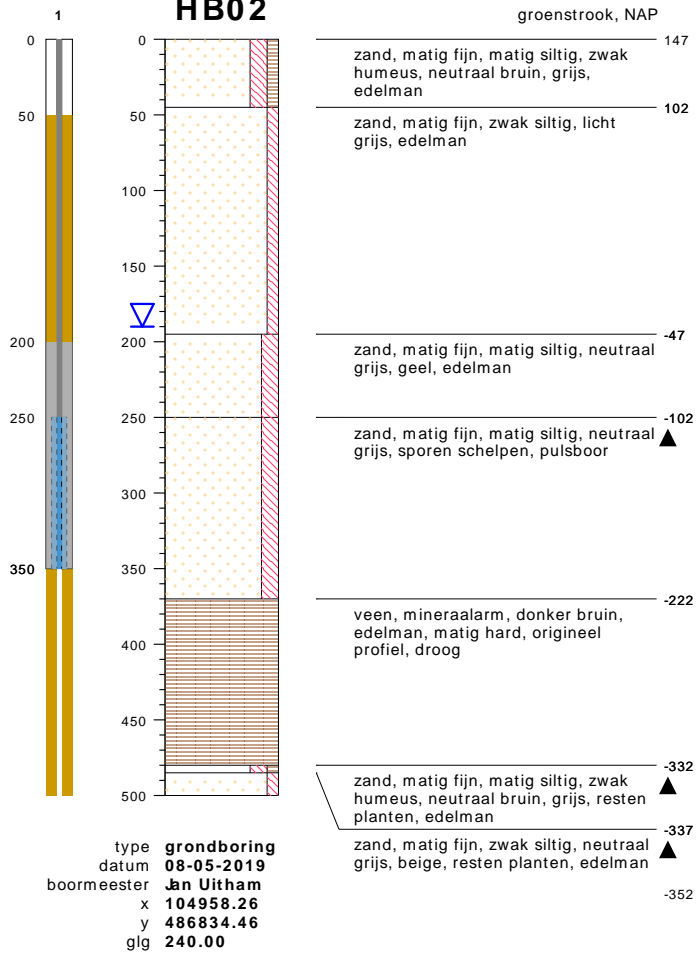 HB02
1
groenstrook, NAP
0
50
200
250
350
0
50
100
150
200
250
300
350
400
450
500
147
zand, matig fijn, matig siltig, zwak
humeus, neutraal bruin, grijs,
edelman
102
zand, matig fijn, zwak siltig, licht
grijs, edelman
-47
zand, matig fijn, matig siltig, neutraal
grijs, geel, edelman
-102
zand, matig fijn, matig siltig, neutraal
grijs, sporen schelpen, pulsboor
-222
veen, mineraalarm, donker bruin,
edelman, matig hard, origineel
profiel, droog
-332
zand, matig fijn, matig siltig, zwak
humeus, neutraal bruin, grijs, resten
planten, edelman
-337
zand, matig fijn, zwak siltig, neutraal
grijs, beige, resten planten, edelman
-352
type grondboring
datum 08-05-2019
boormeester Jan Uitham
x 104958.26
y 486834.46
glg 240.00